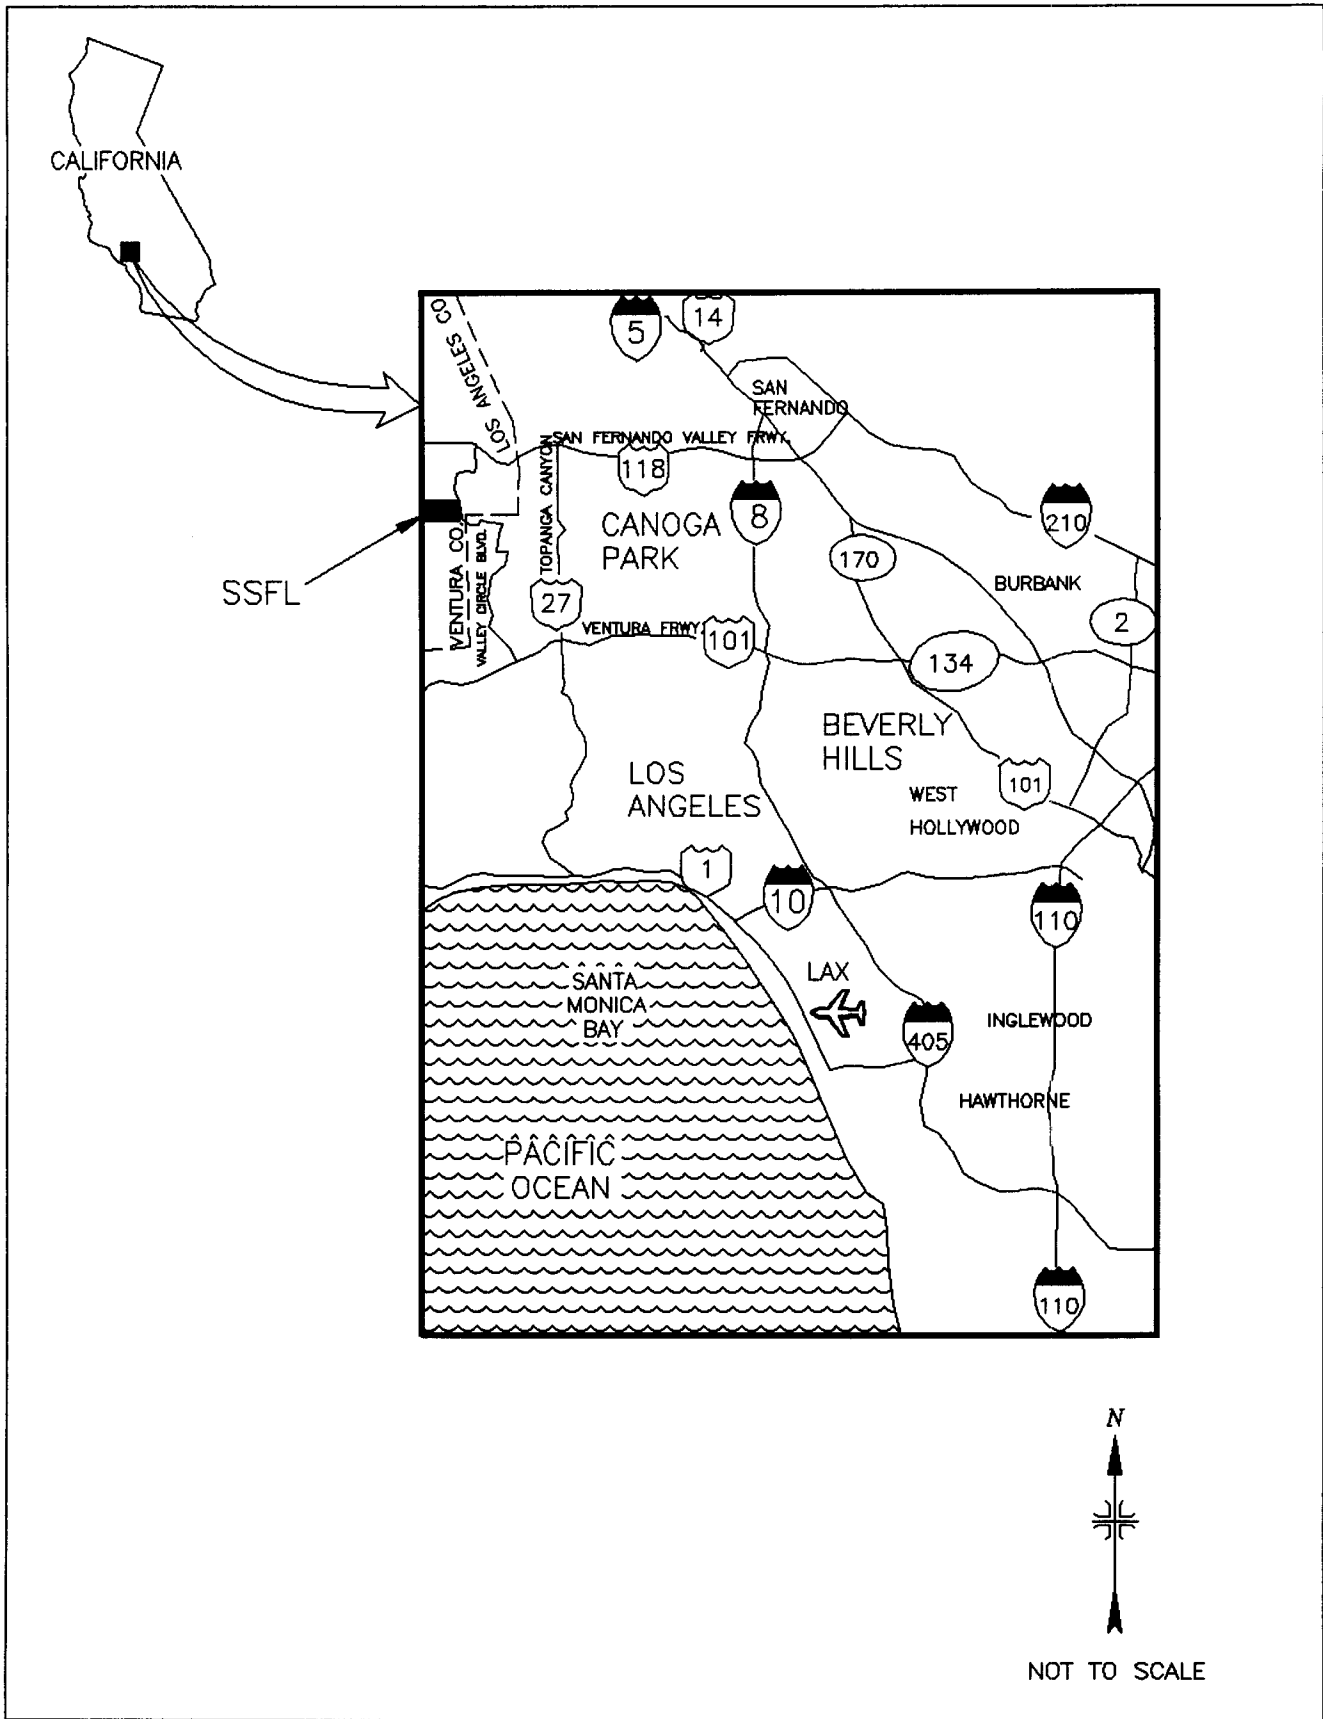 CALIFORNIA
LOS ANGELES CO
5
14
SAN
FERNANDO
SAN FERNANDO VALLEY FRWY.
118
TOPANGA CANYON
CANOGA
PARK
8
210
170
SSFL
VENTURA CO.
VALLEY CIRCLE BLVD.
27
BURBANK
2
VENTURA FRWY.
101
134
BEVERLY
HILLS
LOS
ANGELES
WEST
HOLLYWOOD
101
1
10
110
LAX
SANTA
MONICA
BAY
405
INGLEWOOD
HAWTHORNE
PACIFIC
OCEAN
110
N
NOT TO SCALE